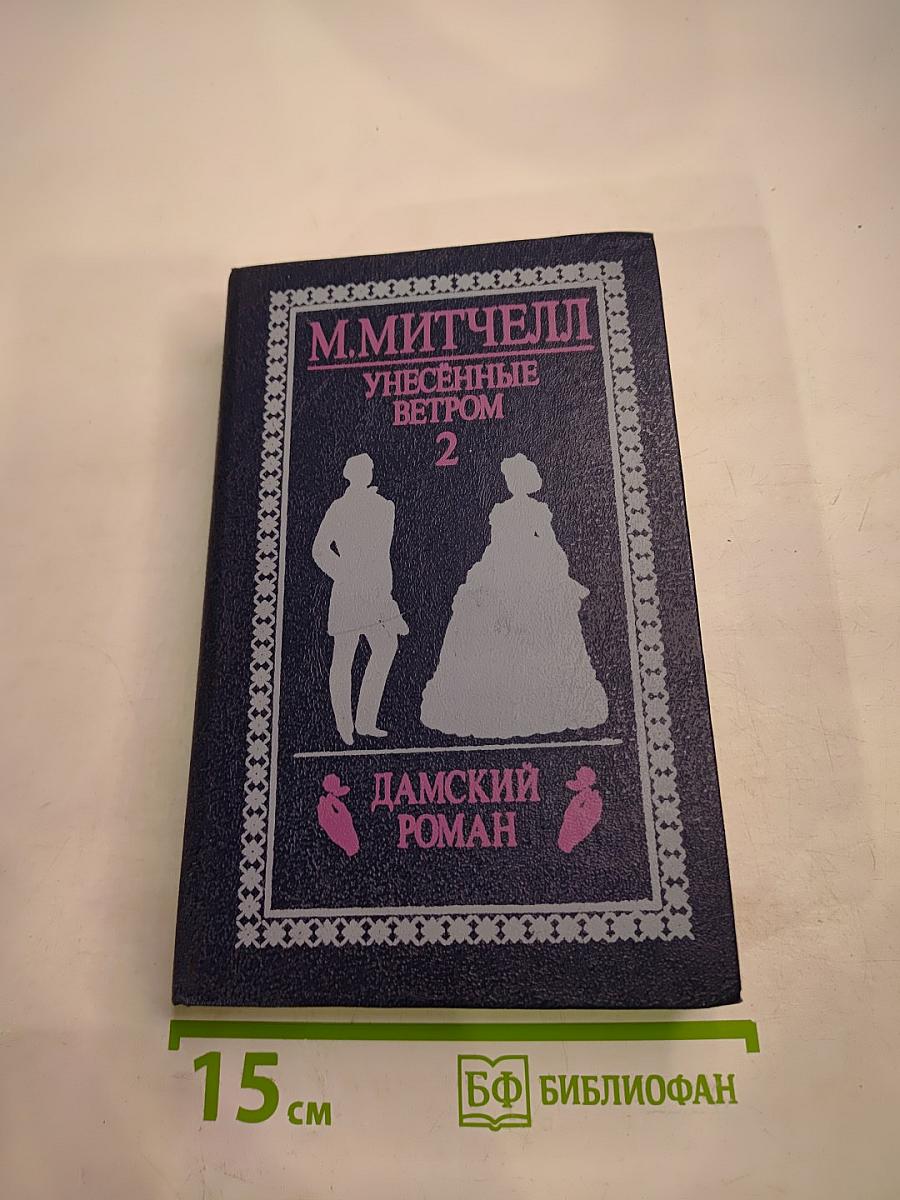 М.МИТЧЕЛЛ
УНЕСЁННЫЕ
ВЕТРОМ
2
ДАМСКИЙ
РОМАН
15 см
БФ БИБЛИОФАН